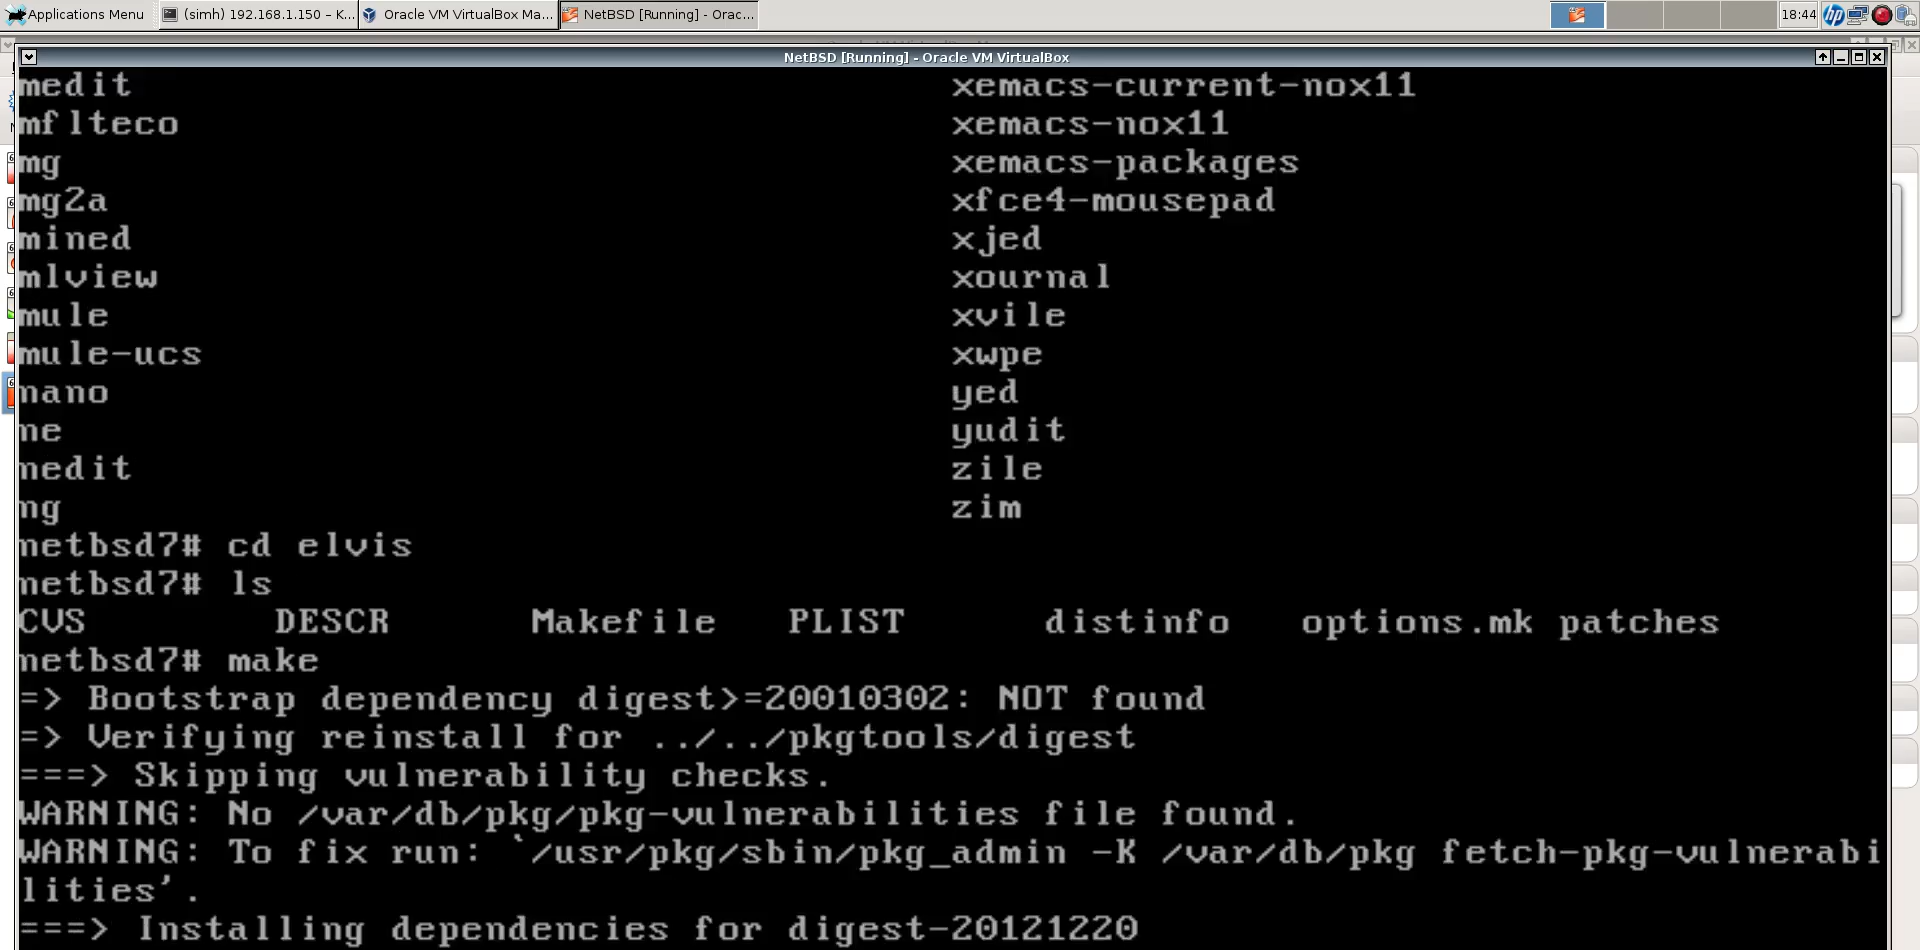 Applications Menu (simh) 192.168.1.150 – K... Oracle VM VirtualBox Ma... NetBSD [Running] - Orac... 18:44
NetBSD [Running] - Oracle VM VirtualBox
medit xemacs-current-nox11
mflteco xemacs-nox11
mg xemacs-packages
mg2a xfce4-mousepad
mined xjed
mlview xournal
mule xvile
mule-ucs xwpe
nano yed
ne yudit
nedit zile
ng zim
netbsd7# cd elvis
netbsd7# ls
CVS DESCR Makefile PLIST distinfo options.mk patches
netbsd7# make
=> Bootstrap dependency digest>=20010302: NOT found
=> Verifying reinstall for ../../pkgtools/digest
===> Skipping vulnerability checks.
WARNING: No /var/db/pkg/pkg-vulnerabilities file found.
WARNING: To fix run: `/usr/pkg/sbin/pkg_admin -K /var/db/pkg fetch-pkg-vulnerabi
lities'.
===> Installing dependencies for digest-20121220